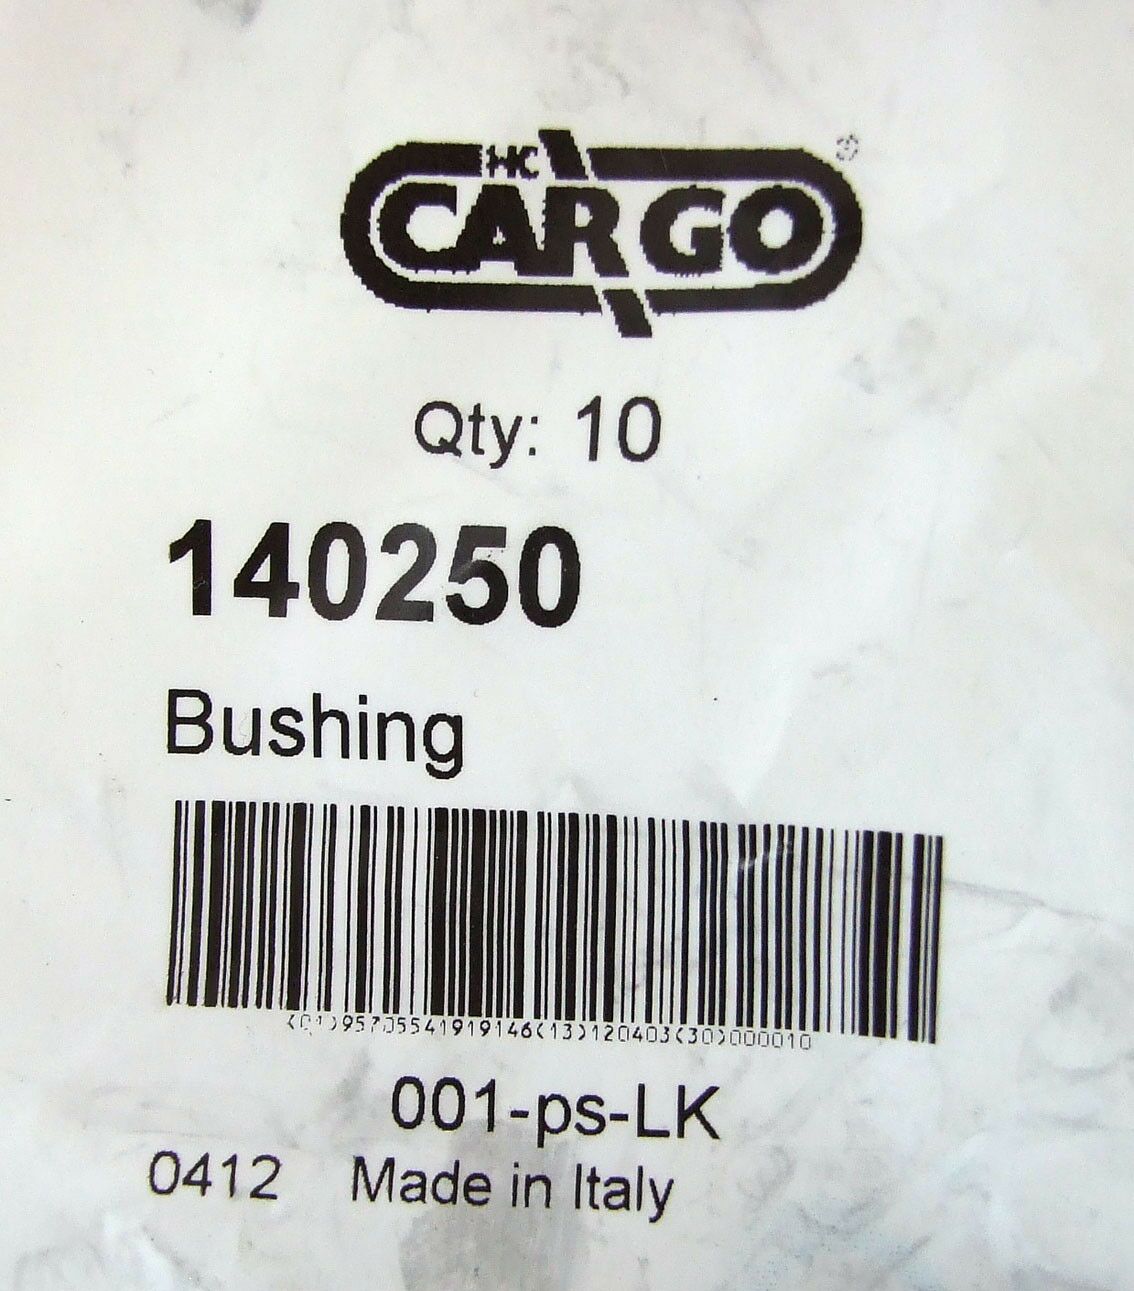 HC
CARGO
®
Qty: 10
140250
Bushing
(01)95705541919146(13)120403(30)000010
001-ps-LK
0412 Made in Italy